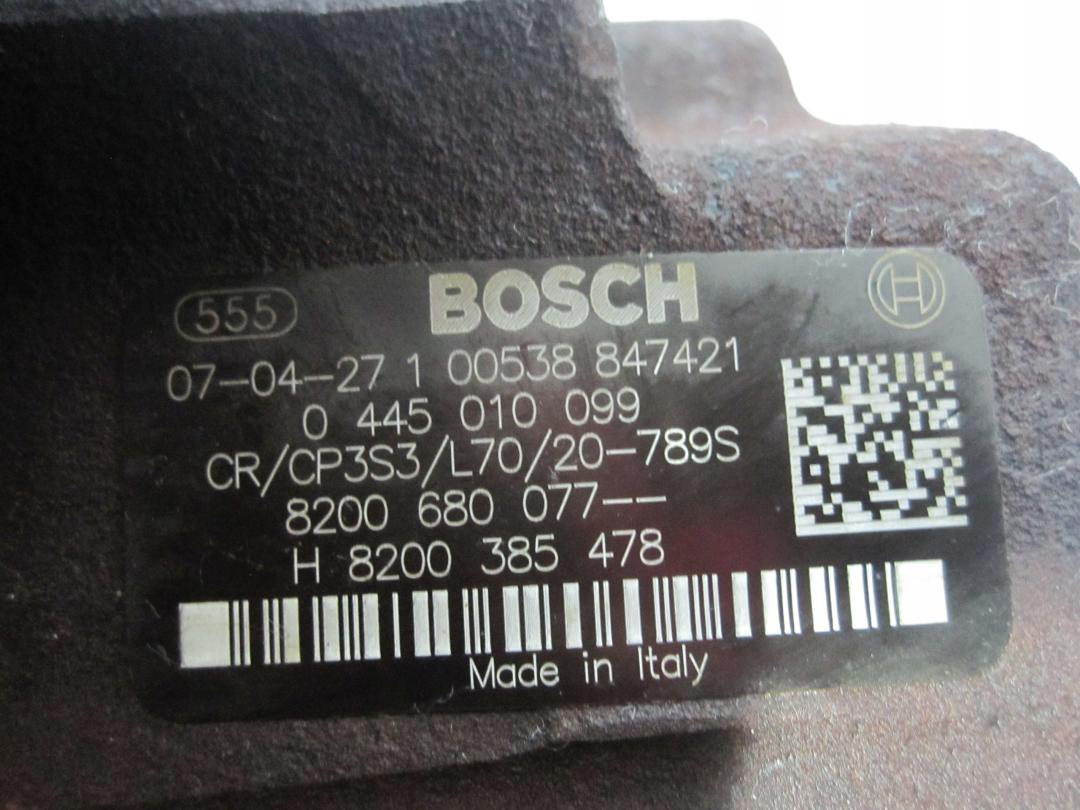 555 BOSCH
07-04-27 1 00538 847421
0 445 010 099
CR/CP3S3/L70/20-789S
8200 680 077--
H 8200 385 478
Made in Italy